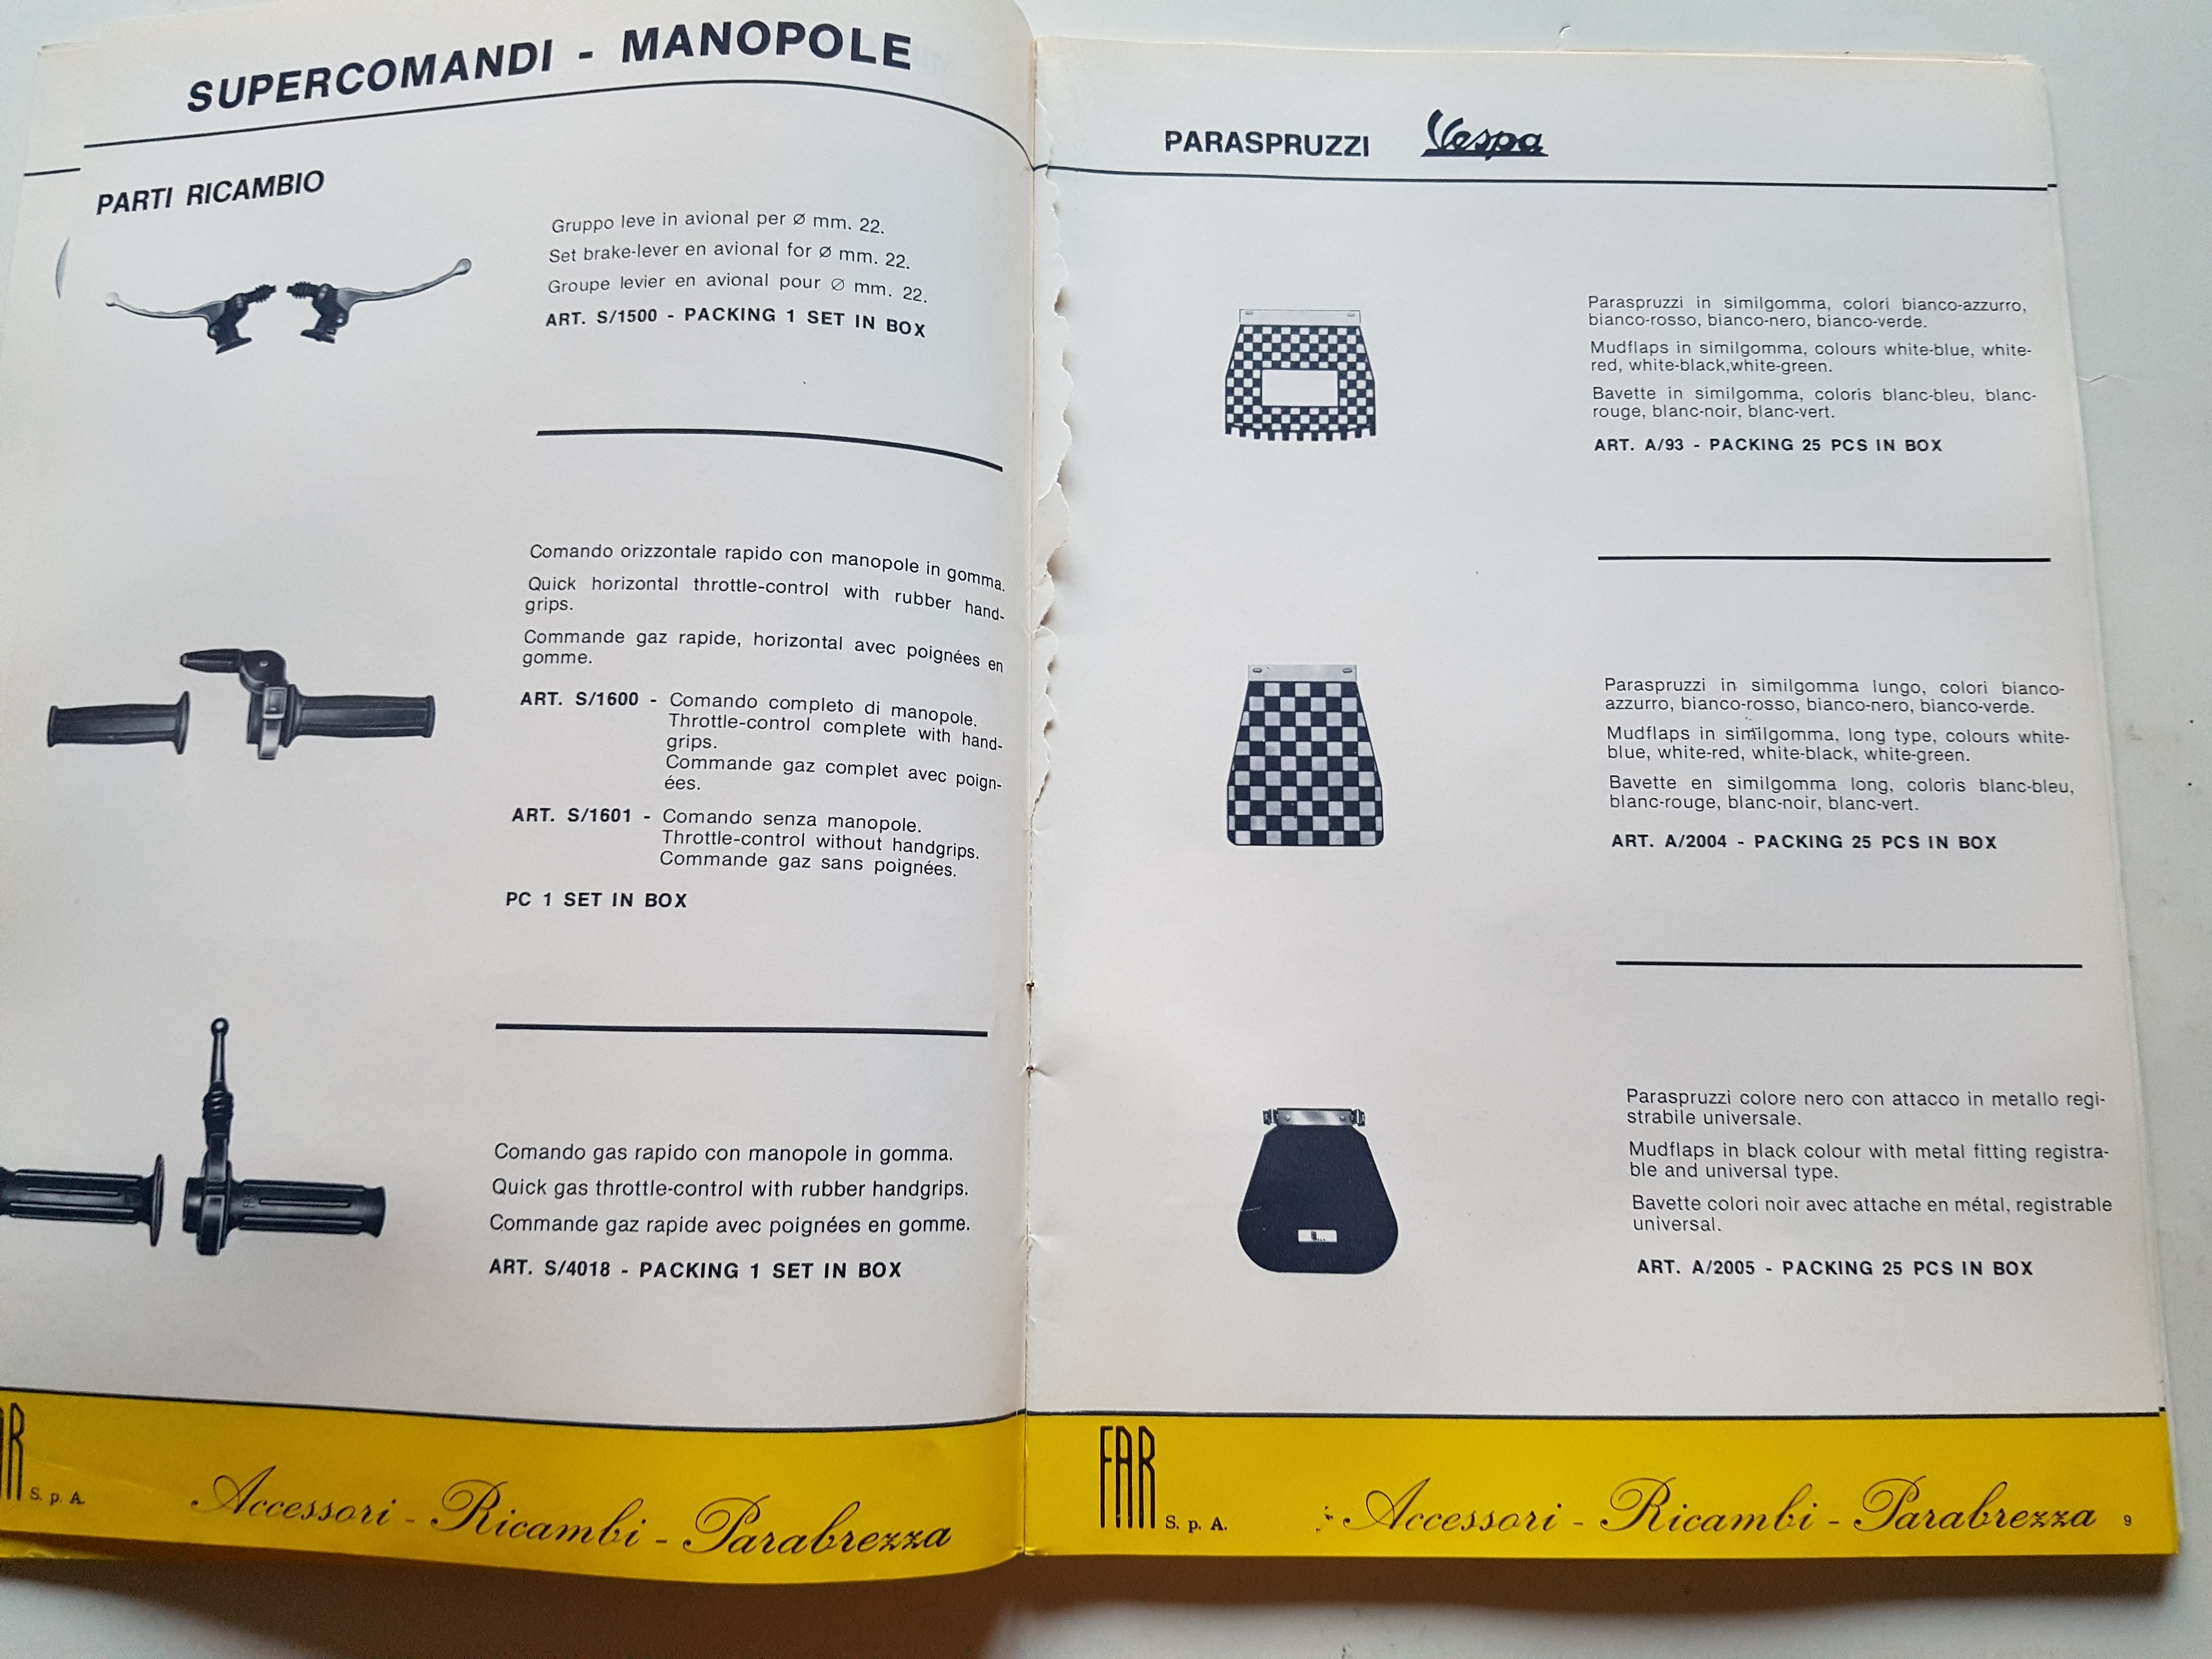 SUPERCOMANDI - MANOPOLE
PARTI RICAMBIO
Gruppo leve in avional per ∅ mm. 22.
Set brake-lever en avional for ∅ mm. 22.
Groupe levier en avional pour ∅ mm. 22.
ART. S/1500 - PACKING 1 SET IN BOX
Comando orizzontale rapido con manopole in gomma.
Quick horizontal throttle-control with rubber hand-
grips.
Commande gaz rapide, horizontal avec poignées en
gomme.
ART. S/1600 - Comando completo di manopole.
Throttle-control complete with hand-
grips.
Commande gaz complet avec poign-
ées.
ART. S/1601 - Comando senza manopole.
Throttle-control without handgrips.
Commande gaz sans poignées.
PC 1 SET IN BOX
Comando gas rapido con manopole in gomma.
Quick gas throttle-control with rubber handgrips.
Commande gaz rapide avec poignées en gomme.
ART. S/4018 - PACKING 1 SET IN BOX
S. p. A.
Accessori - Ricambi - Parabrezza
PARASPRUZZI Vespa
Paraspruzzi in similgomma, colori bianco-azzurro,
bianco-rosso, bianco-nero, bianco-verde.
Mudflaps in similgomma, colours white-blue, white-
red, white-black,white-green.
Bavette in similgomma, coloris blanc-bleu, blanc-
rouge, blanc-noir, blanc-vert.
ART. A/93 - PACKING 25 PCS IN BOX
Paraspruzzi in similgomma lungo, colori bianco-
azzurro, bianco-rosso, bianco-nero, bianco-verde.
Mudflaps in similgomma, long type, colours white-
blue, white-red, white-black, white-green.
Bavette en similgomma long, coloris blanc-bleu,
blanc-rouge, blanc-noir, blanc-vert.
ART. A/2004 - PACKING 25 PCS IN BOX
Paraspruzzi colore nero con attacco in metallo regi-
strabile universale.
Mudflaps in black colour with metal fitting registra-
ble and universal type.
Bavette colori noir avec attache en métal, registrable
universal.
ART. A/2005 - PACKING 25 PCS IN BOX
FAR S. p. A.
Accessori - Ricambi - Parabrezza
9